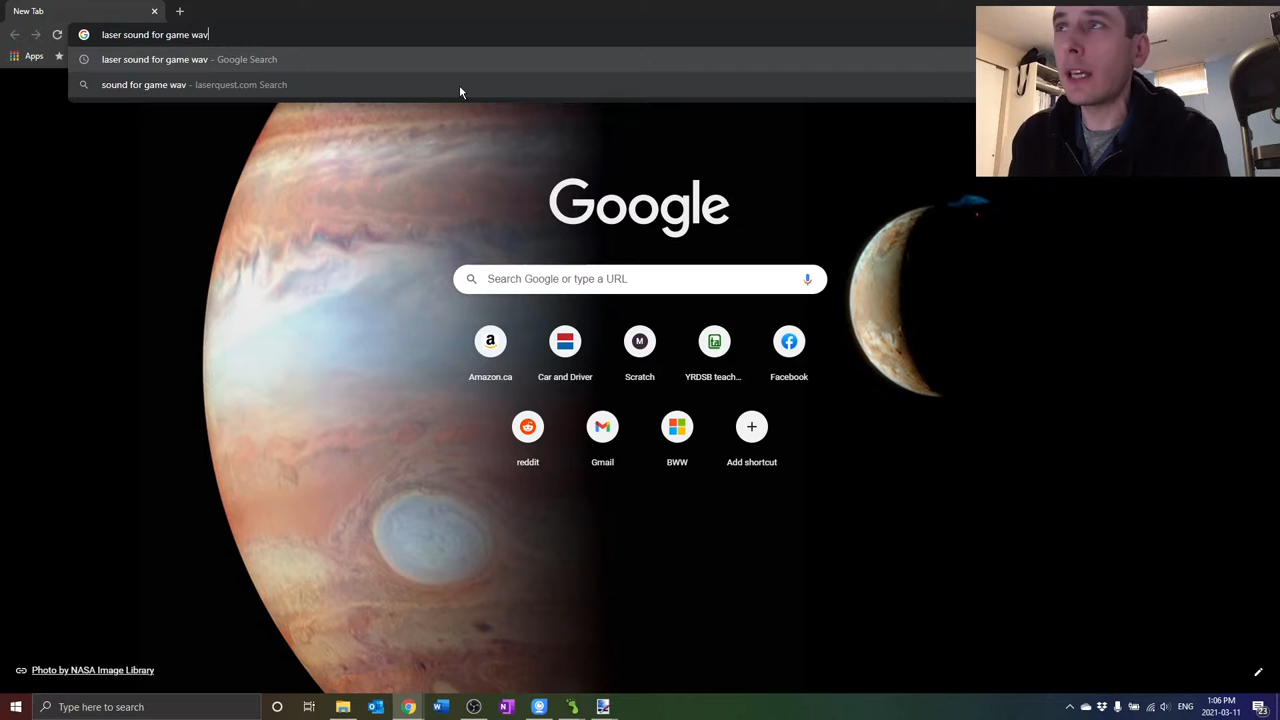 New Tab
laser sound for game wav
Apps
laser sound for game wav - Google Search
sound for game wav - laserquest.com Search
Google
Search Google or type a URL
a
M
Amazon.ca
Car and Driver
Scratch
YRDSB teach...
Facebook
reddit
Gmail
BWW
Add shortcut
Photo by NASA Image Library
Type here to search
ENG
1:06 PM
2021-03-11
23